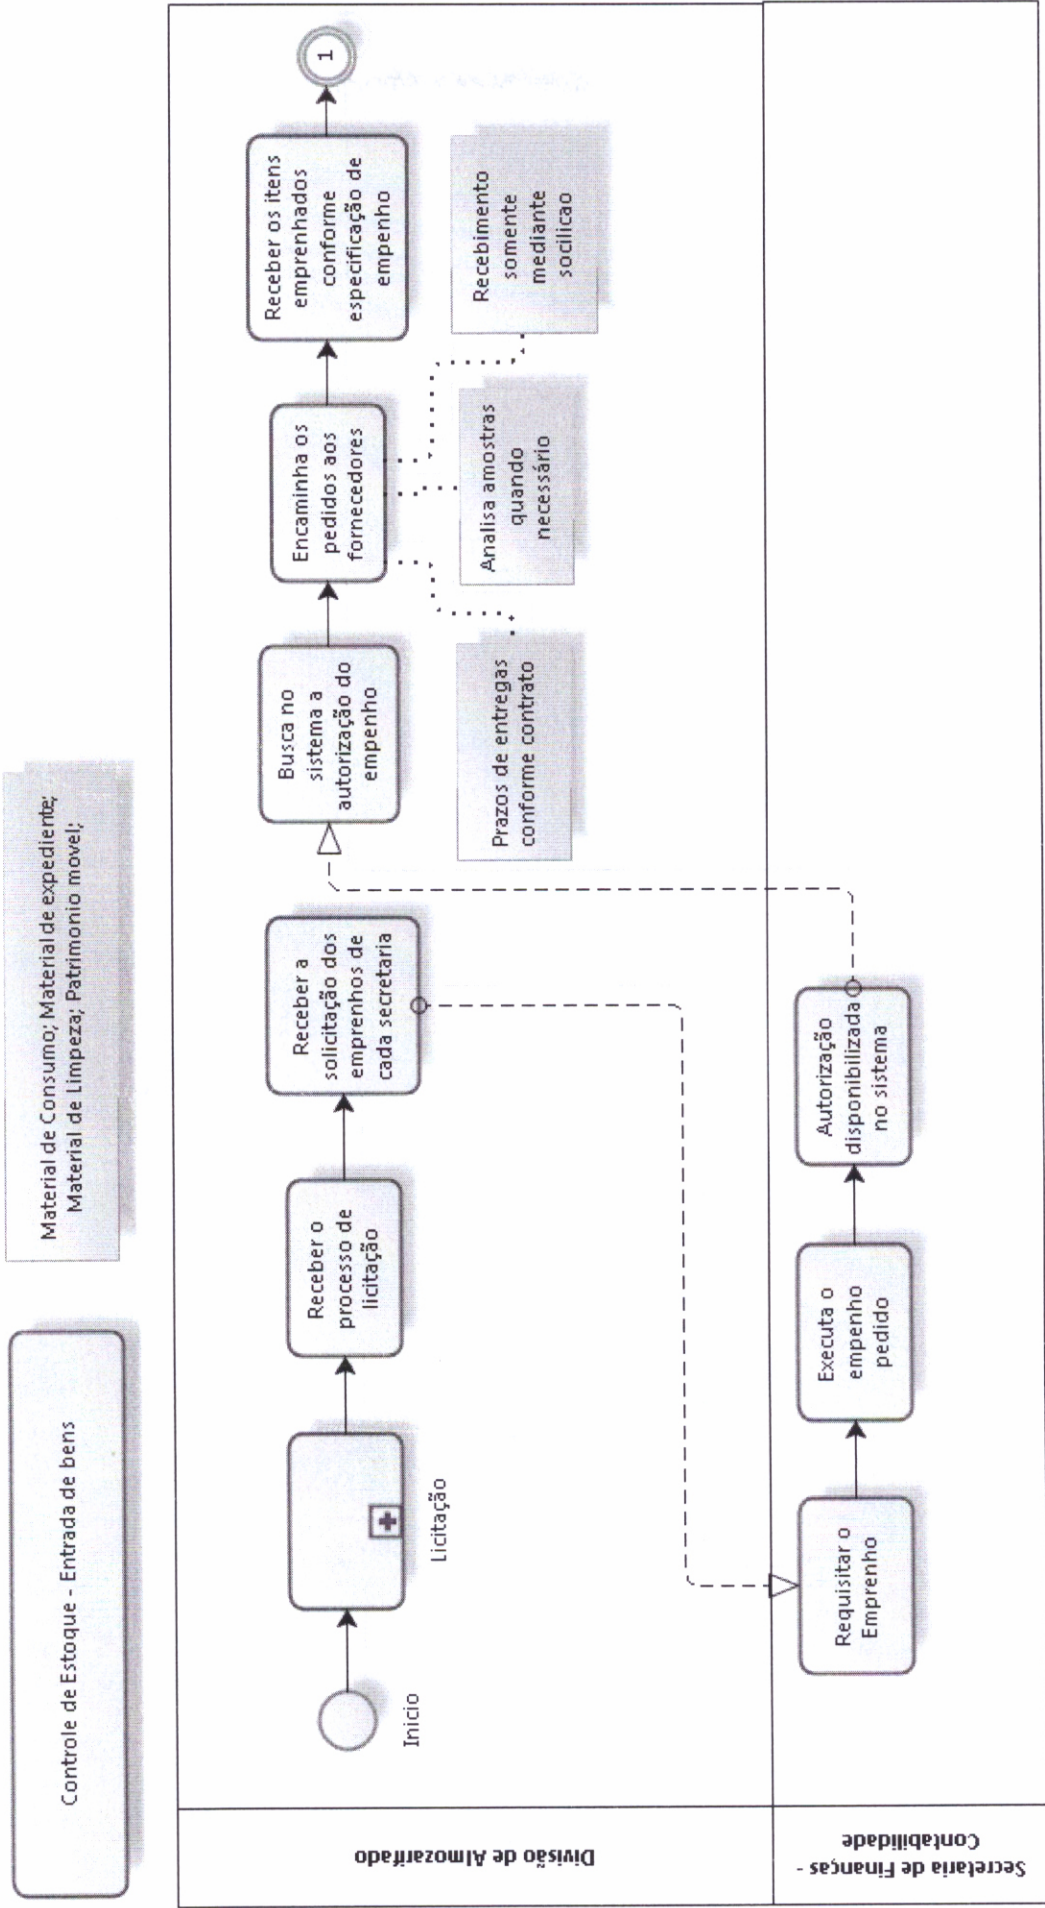 Controle de Estoque - Entrada de bens
Material de Consumo; Material de expediente;
Material de Limpeza; Patrimonio movel;
Divisão de Almozarifado
Inicio
Licitação
Receber o
processo de
licitação
Receber a
solicitação dos
emprenhos de
cada secretaria
Busca no
sistema a
autorização do
empenho
Encaminha os
pedidos aos
fornecedores
Receber os itens
emprenhados
conforme
especificação de
empenho
1
Prazos de entregas
conforme contrato
Analisa amostras
quando
necessário
Recebimento
somente
mediante
socilicao
Secretaria de Finanças -
Contabilidade
Requisitar o
Emprenho
Executa o
empenho
pedido
Autorização
disponibilizada
no sistema